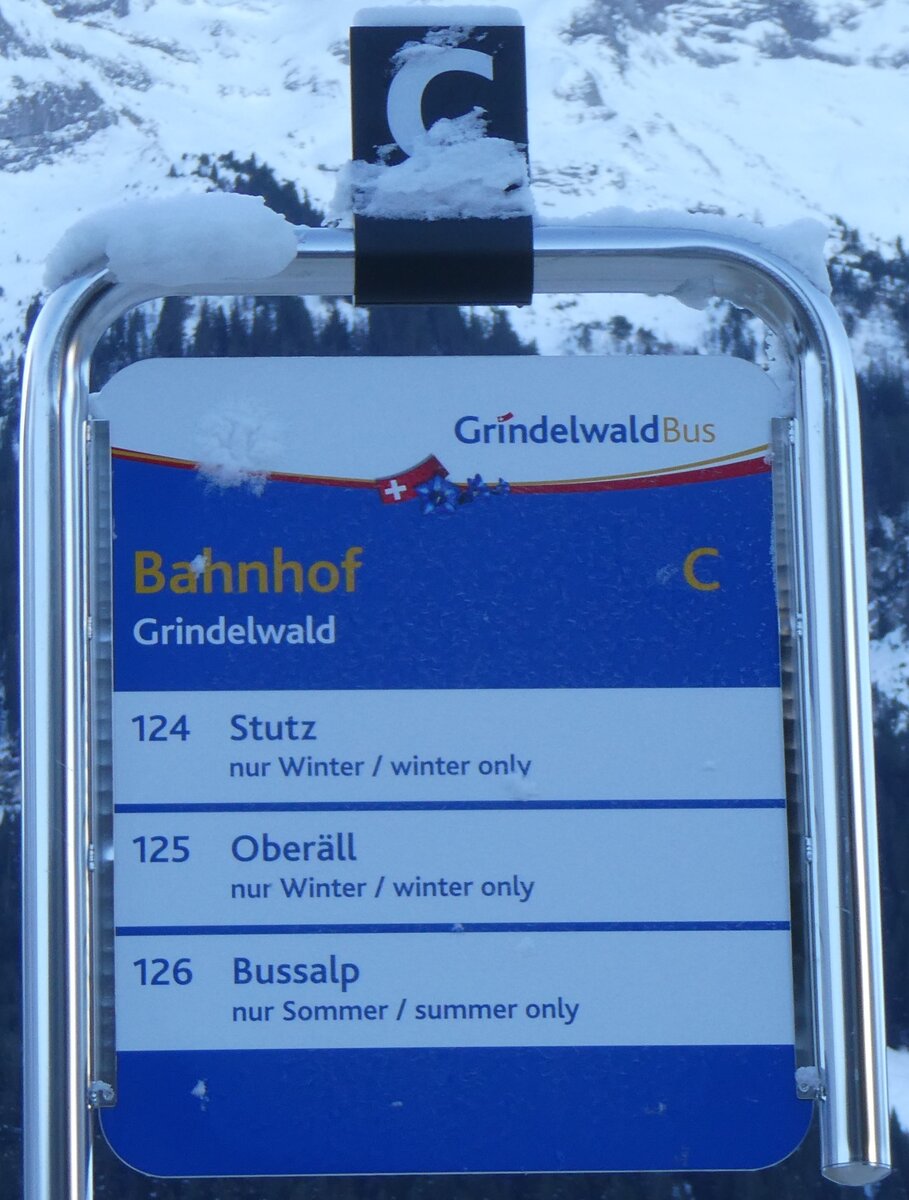 C
GrindelwaldBus
Bahnhof C
Grindelwald
124 Stutz
nur Winter / winter only
125 Oberäll
nur Winter / winter only
126 Bussalp
nur Sommer / summer only